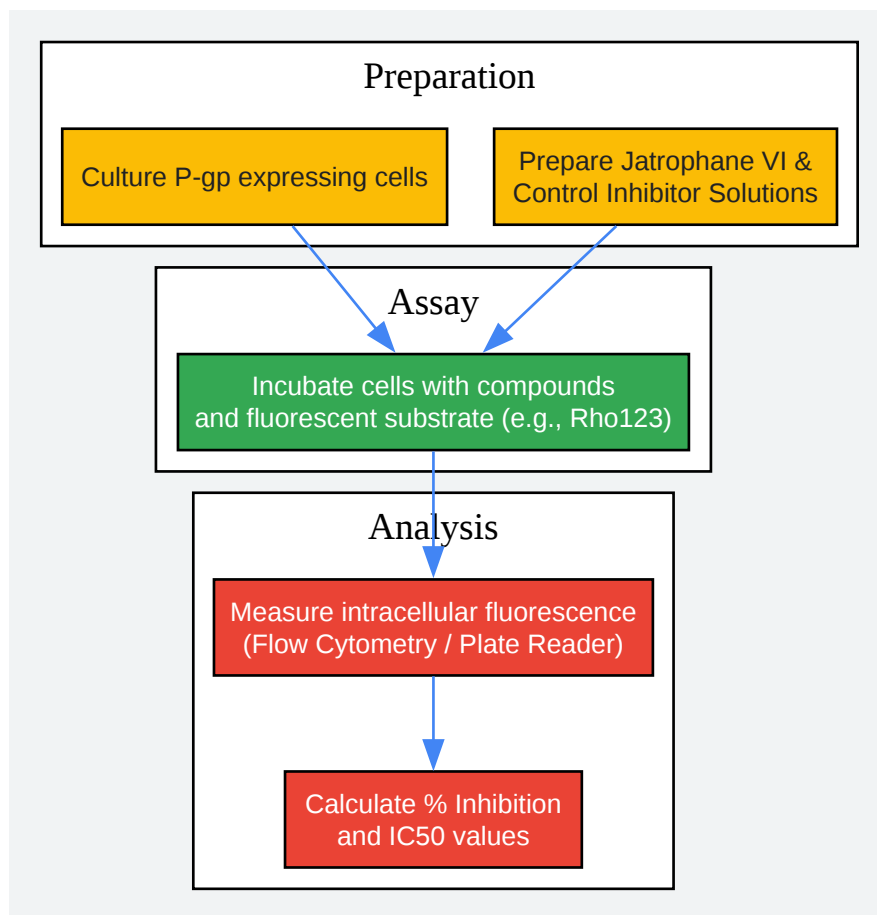 Preparation
Culture P-gp expressing cells
Prepare Jatrophane VI &
Control Inhibitor Solutions
Assay
Incubate cells with compounds
and fluorescent substrate (e.g., Rho123)
Analysis
Measure intracellular fluorescence
(Flow Cytometry / Plate Reader)
Calculate % Inhibition
and IC50 values